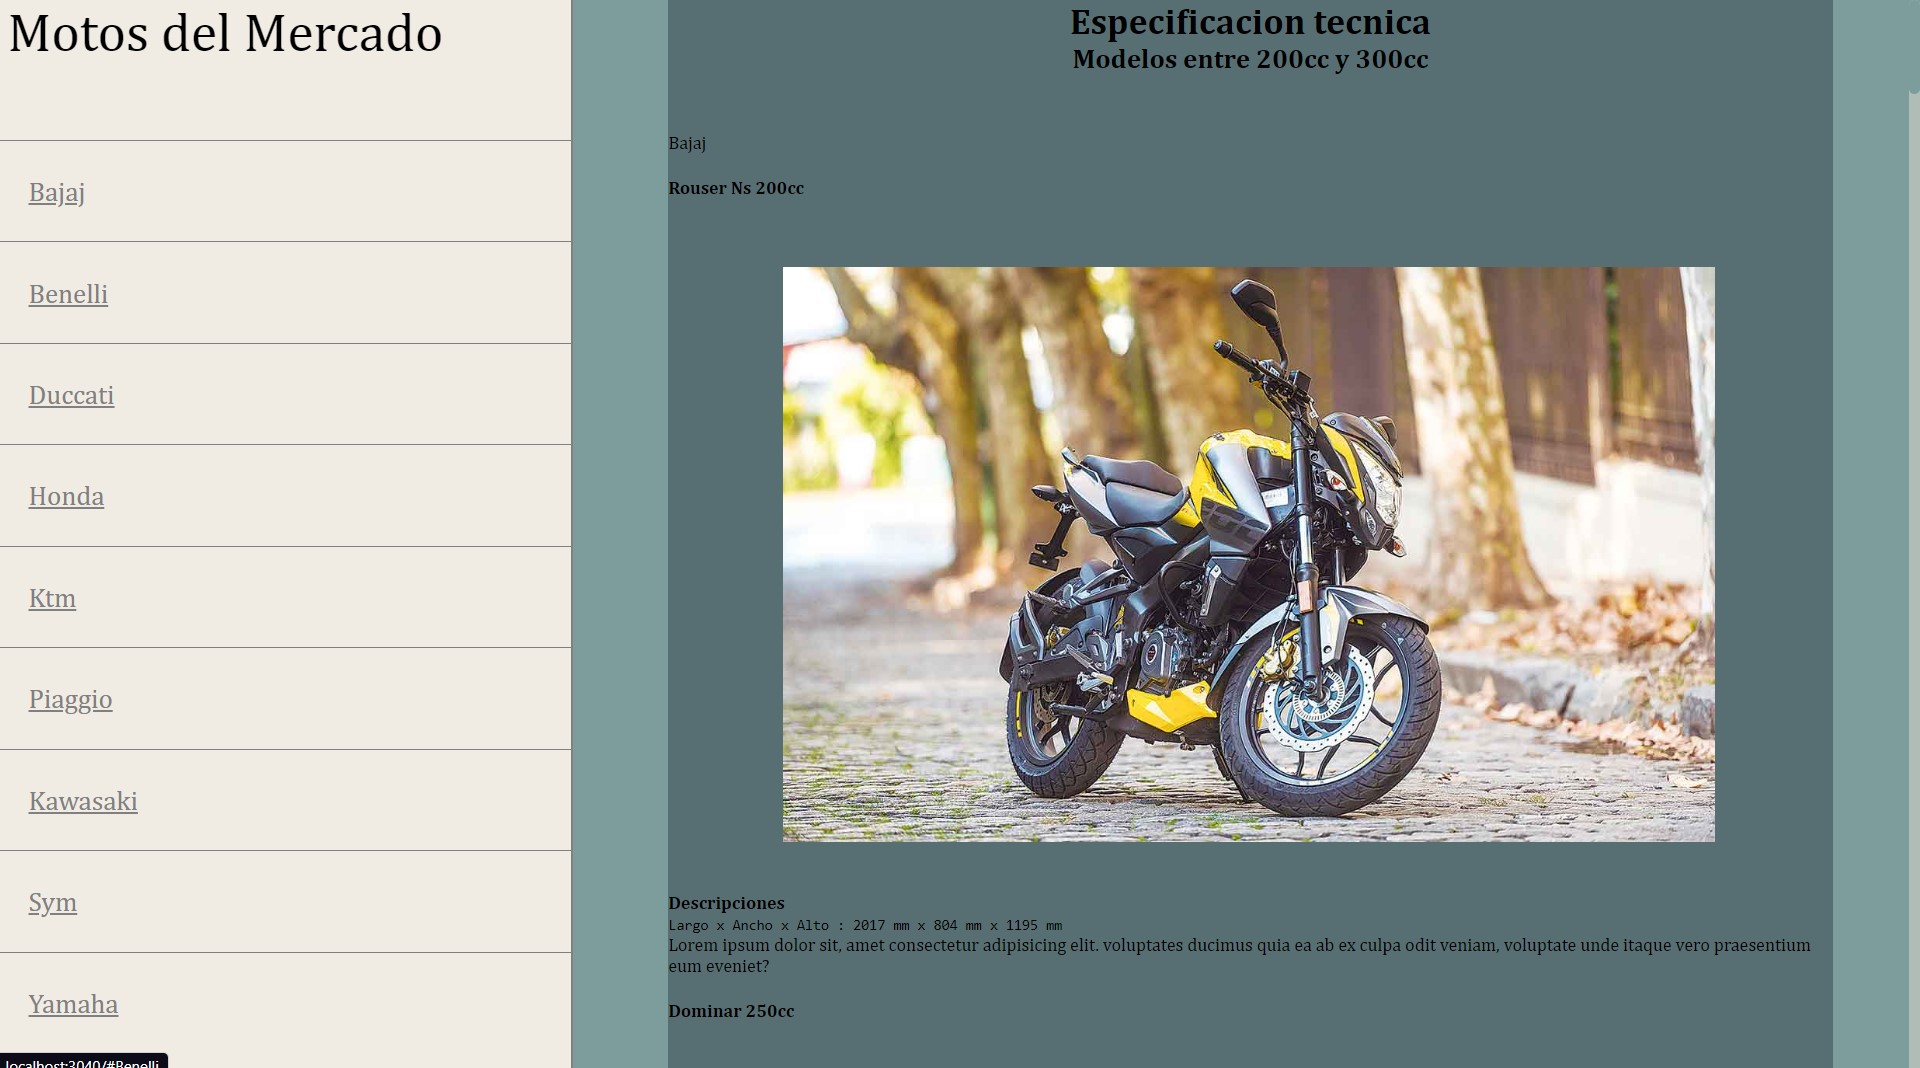 Motos del Mercado
Bajaj
Benelli
Duccati
Honda
Ktm
Piaggio
Kawasaki
Sym
Yamaha
localhost:3040/#Benelli
Especificacion tecnica
Modelos entre 200cc y 300cc
Bajaj
Rouser Ns 200cc
Descripciones
Largo x Ancho x Alto : 2017 mm x 804 mm x 1195 mm
Lorem ipsum dolor sit, amet consectetur adipisicing elit. voluptates ducimus quia ea ab ex culpa odit veniam, voluptate unde itaque vero praesentium
eum eveniet?
Dominar 250cc